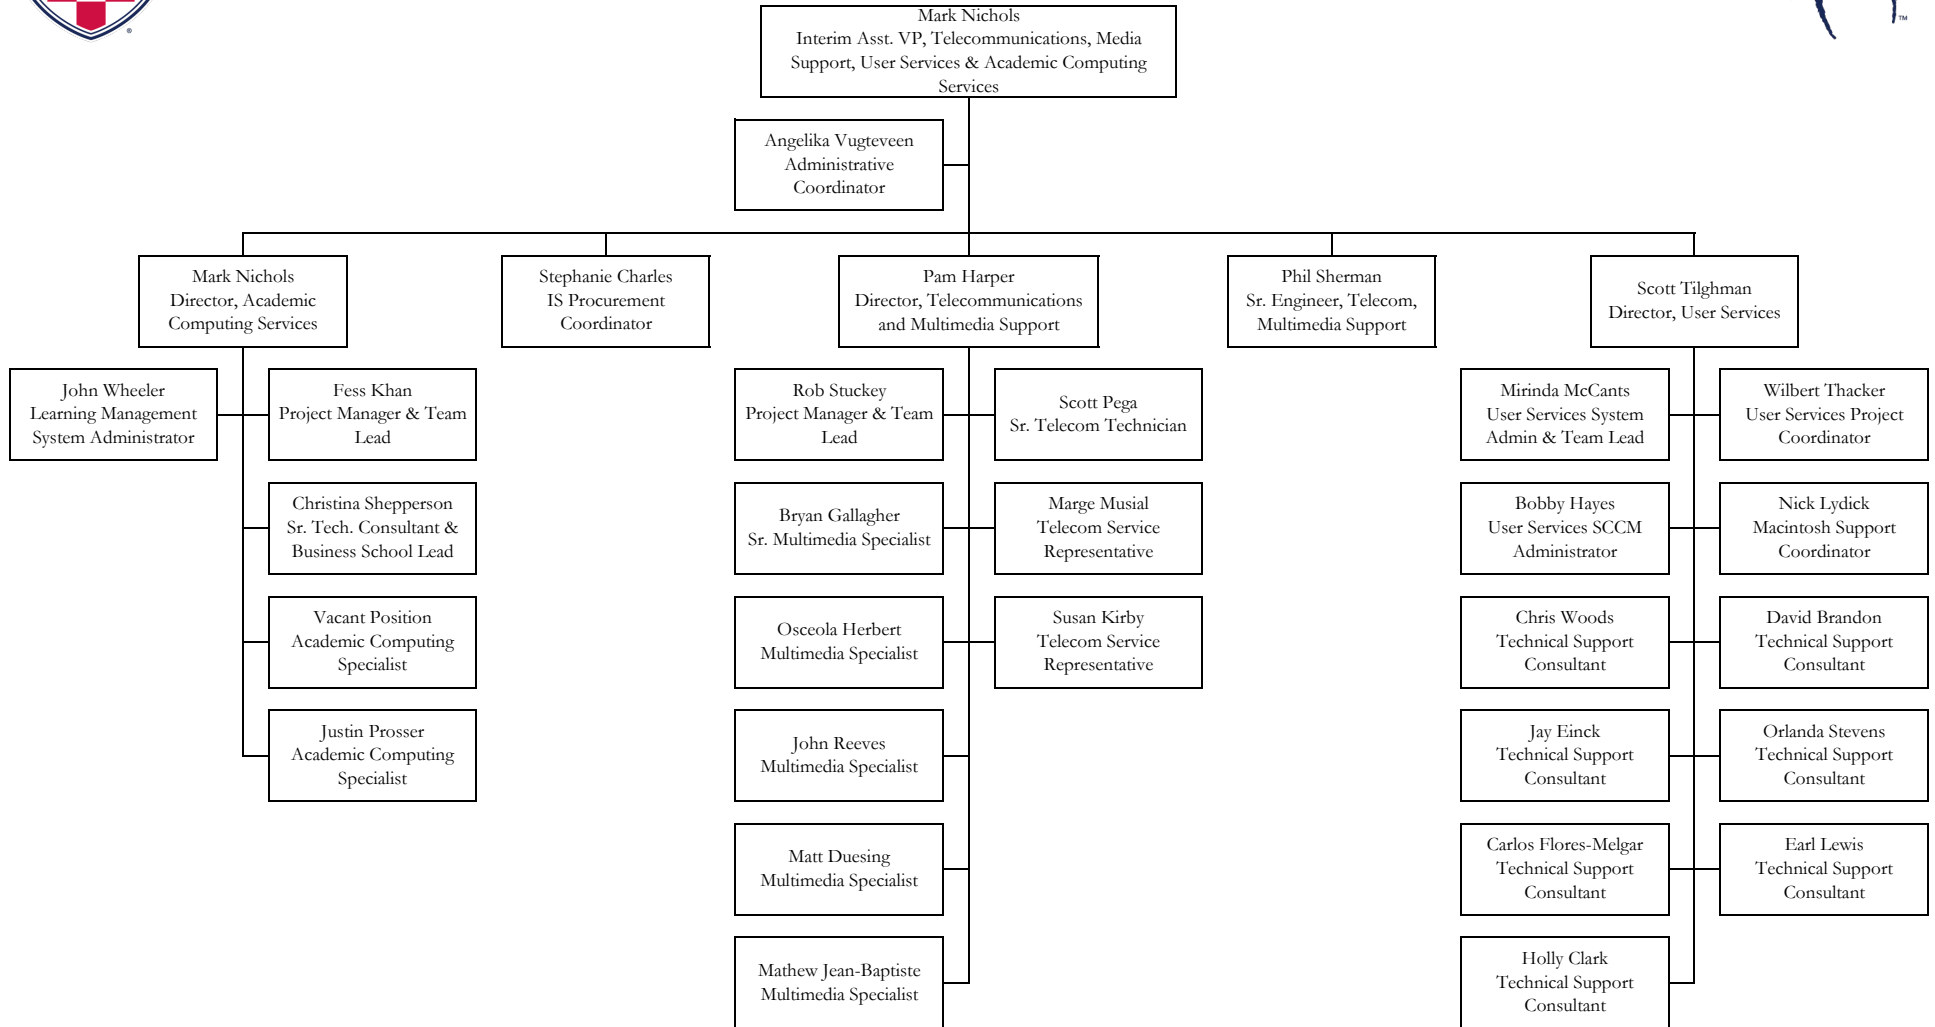 ®
™
Mark Nichols
Interim Asst. VP, Telecommunications, Media
Support, User Services & Academic Computing
Services
Angelika Vugteveen
Administrative
Coordinator
Mark Nichols
Director, Academic
Computing Services
Stephanie Charles
IS Procurement
Coordinator
Pam Harper
Director, Telecommunications
and Multimedia Support
Phil Sherman
Sr. Engineer, Telecom,
Multimedia Support
Scott Tilghman
Director, User Services
John Wheeler
Learning Management
System Administrator
Fess Khan
Project Manager & Team
Lead
Rob Stuckey
Project Manager & Team
Lead
Scott Pega
Sr. Telecom Technician
Mirinda McCants
User Services System
Admin & Team Lead
Wilbert Thacker
User Services Project
Coordinator
Christina Shepperson
Sr. Tech. Consultant &
Business School Lead
Bryan Gallagher
Sr. Multimedia Specialist
Marge Musial
Telecom Service
Representative
Bobby Hayes
User Services SCCM
Administrator
Nick Lydick
Macintosh Support
Coordinator
Vacant Position
Academic Computing
Specialist
Osceola Herbert
Multimedia Specialist
Susan Kirby
Telecom Service
Representative
Chris Woods
Technical Support
Consultant
David Brandon
Technical Support
Consultant
Justin Prosser
Academic Computing
Specialist
John Reeves
Multimedia Specialist
Jay Einck
Technical Support
Consultant
Orlanda Stevens
Technical Support
Consultant
Matt Duesing
Multimedia Specialist
Carlos Flores-Melgar
Technical Support
Consultant
Earl Lewis
Technical Support
Consultant
Mathew Jean-Baptiste
Multimedia Specialist
Holly Clark
Technical Support
Consultant